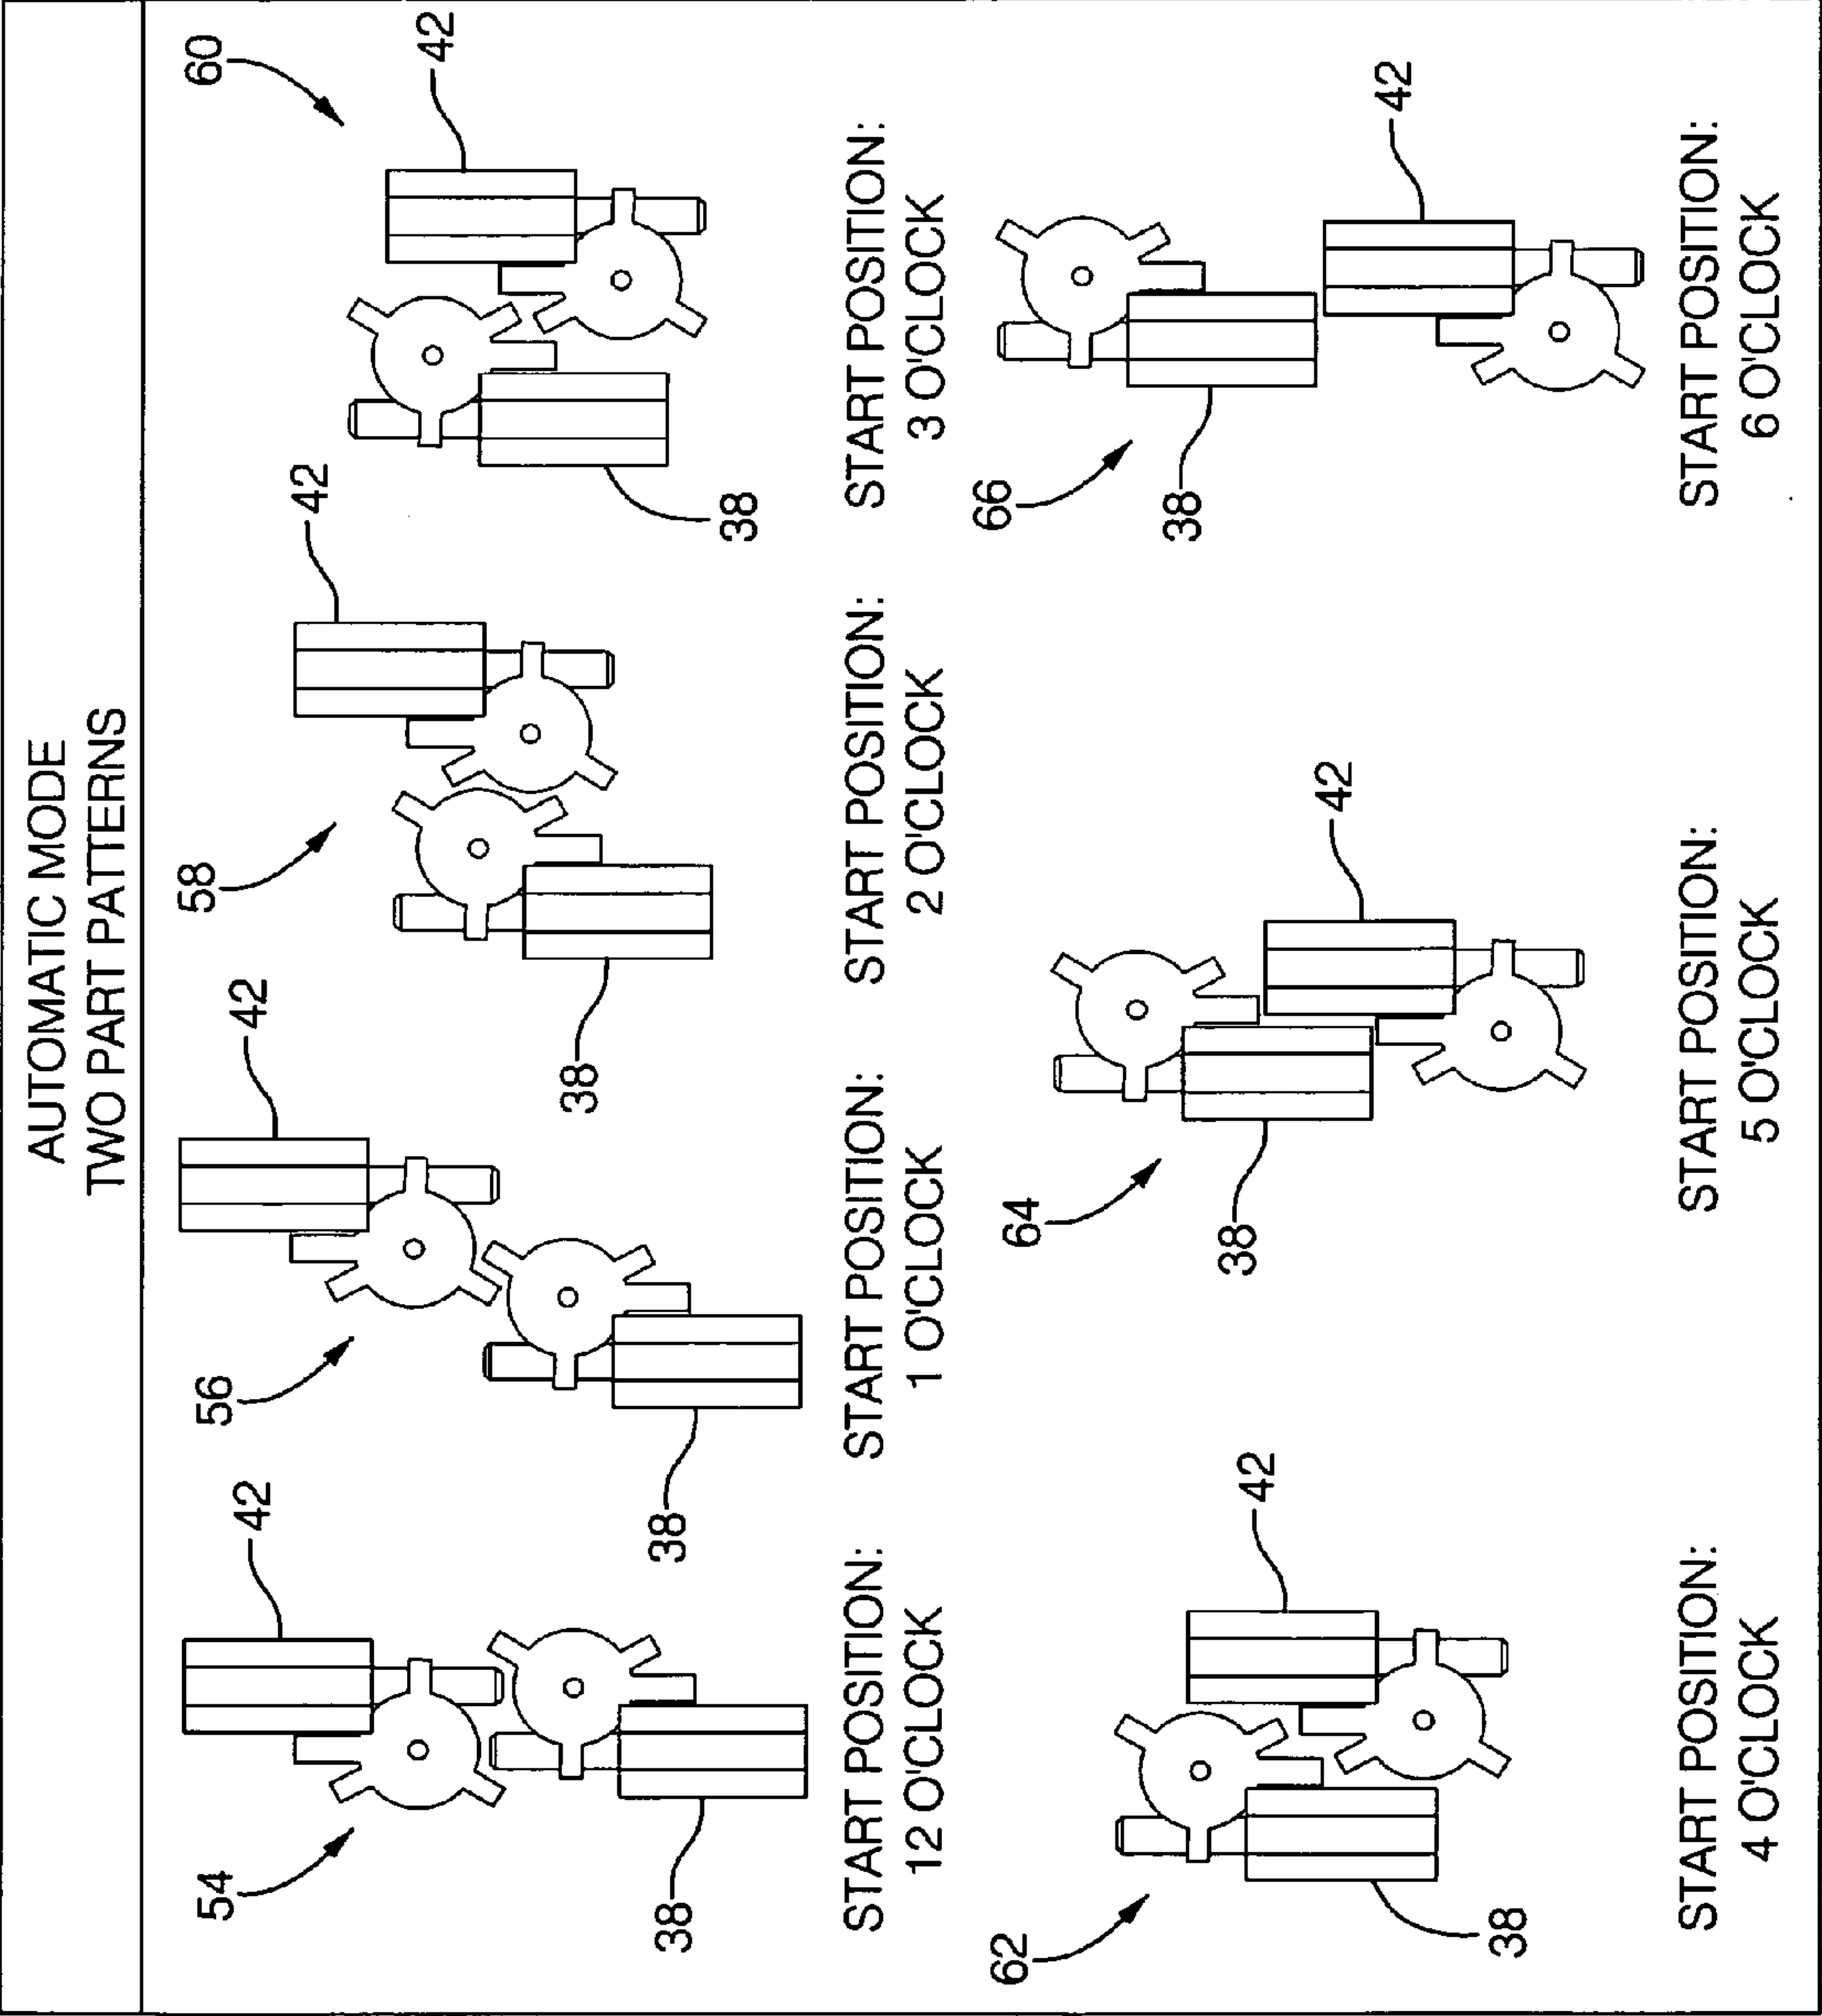 AUTOMATIC MODE
TWO PART PATTERNS
54
42
38
START POSITION:
12 O'CLOCK
56
42
38
START POSITION:
1 O'CLOCK
58
42
38
START POSITION:
2 O'CLOCK
60
42
38
START POSITION:
3 O'CLOCK
62
42
38
START POSITION:
4 O'CLOCK
64
42
38
START POSITION:
5 O'CLOCK
66
42
38
START POSITION:
6 O'CLOCK